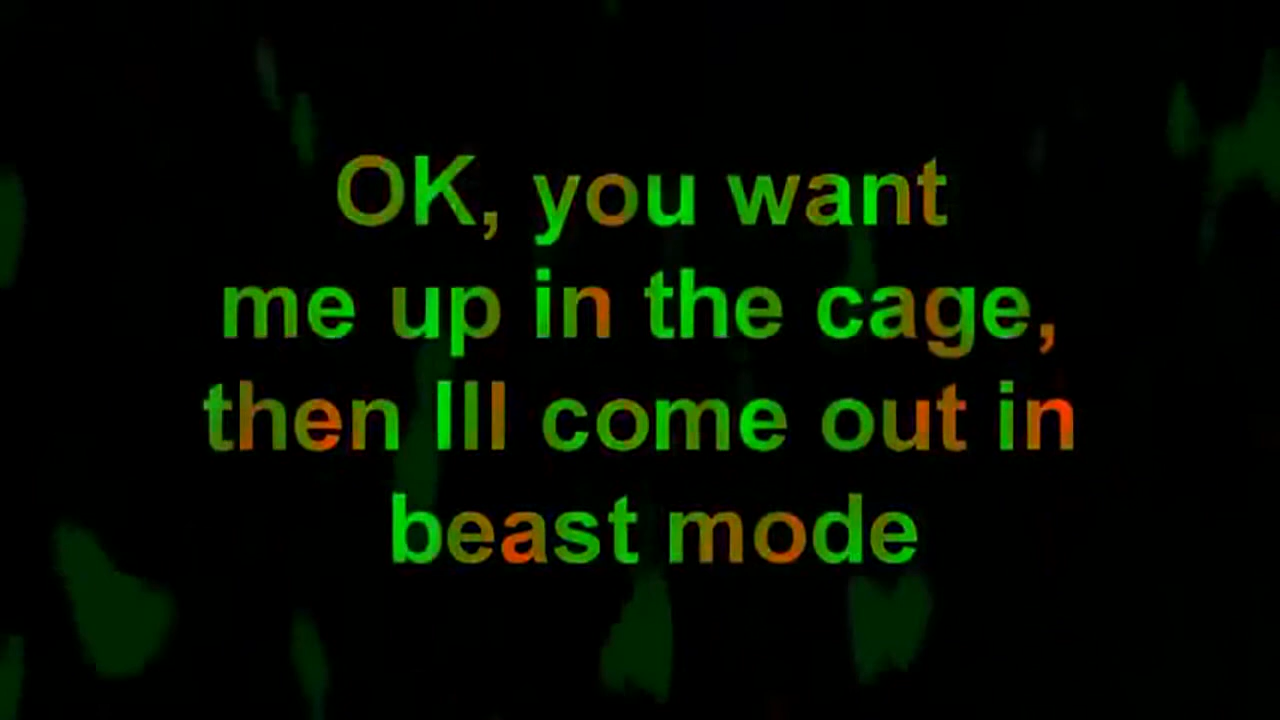 OK, you want
me up in the cage,
then Ill come out in
beast mode